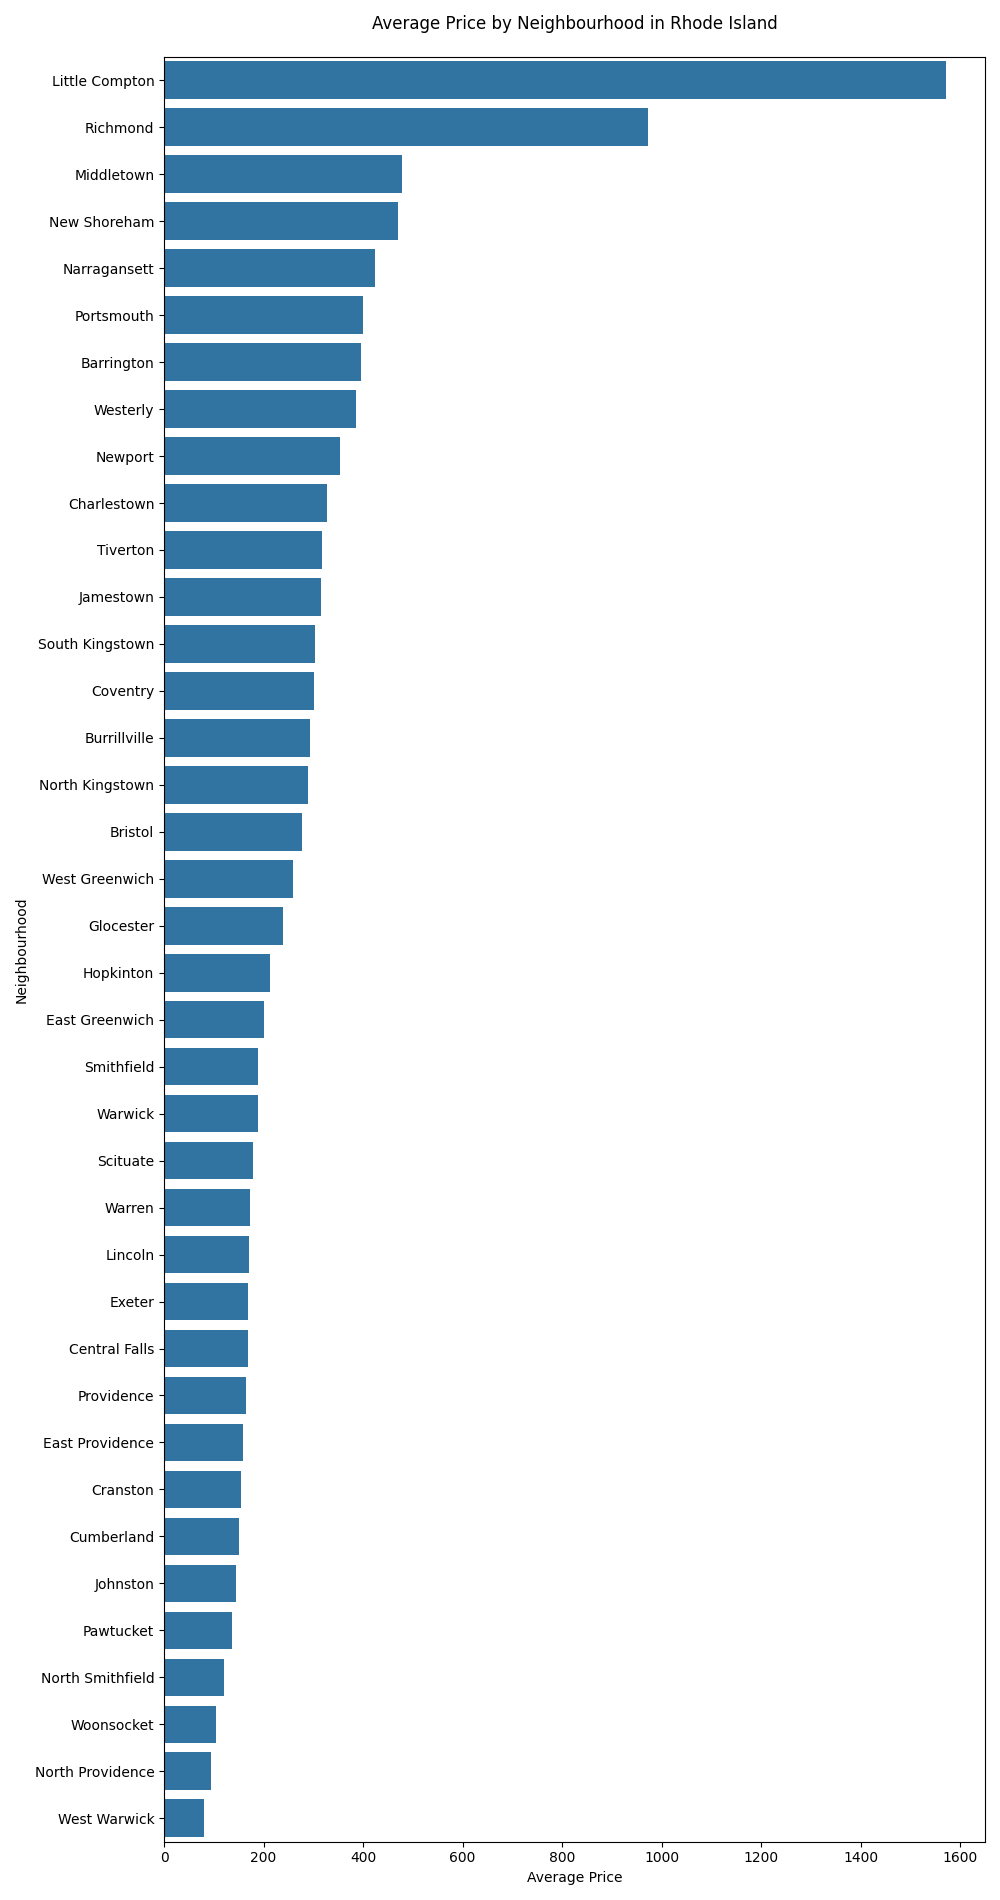 Average Price by Neighbourhood in Rhode Island
Little Compton
Richmond
Middletown
New Shoreham
Narragansett
Portsmouth
Barrington
Westerly
Newport
Charlestown
Tiverton
Jamestown
South Kingstown
Coventry
Burrillville
North Kingstown
Bristol
West Greenwich
Glocester
Hopkinton
East Greenwich
Smithfield
Warwick
Scituate
Warren
Lincoln
Exeter
Central Falls
Providence
East Providence
Cranston
Cumberland
Johnston
Pawtucket
North Smithfield
Woonsocket
North Providence
West Warwick
Neighbourhood
0 200 400 600 800 1000 1200 1400 1600
Average Price